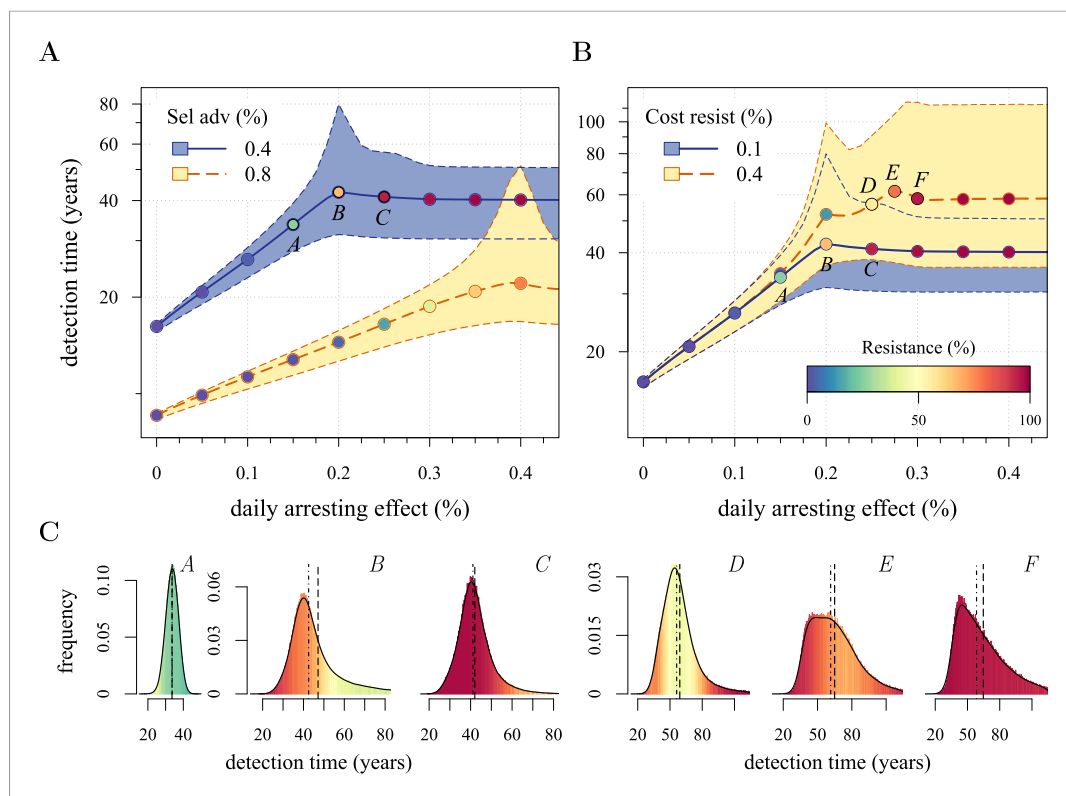 A
B
Sel adv (%)
0.4
0.8
Cost resist (%)
0.1
0.4
detection time (years)
80
60
40
20
A
B
C
0
0.1
0.2
0.3
0.4
daily arresting effect (%)
100
80
60
40
20
A
B
C
D
E
F
Resistance (%)
0
50
100
0
0.1
0.2
0.3
0.4
daily arresting effect (%)
C
frequency
A
0.10
0.05
0
20 40
B
0.06
0.03
0
20 40 60 80
C
20 40 60 80
detection time (years)
D
0.03
0.015
0
20 50 80
E
20 50 80
F
20 50 80
detection time (years)